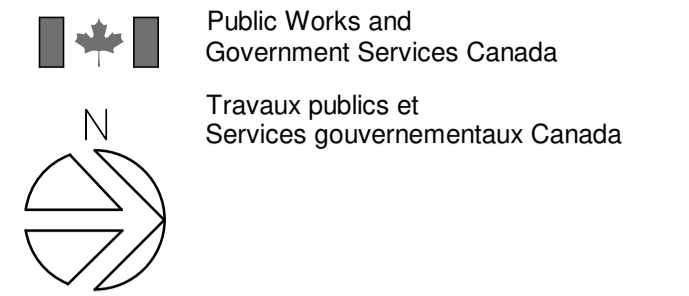 Public Works and
Government Services Canada
Travaux publics et
Services gouvernementaux Canada
N